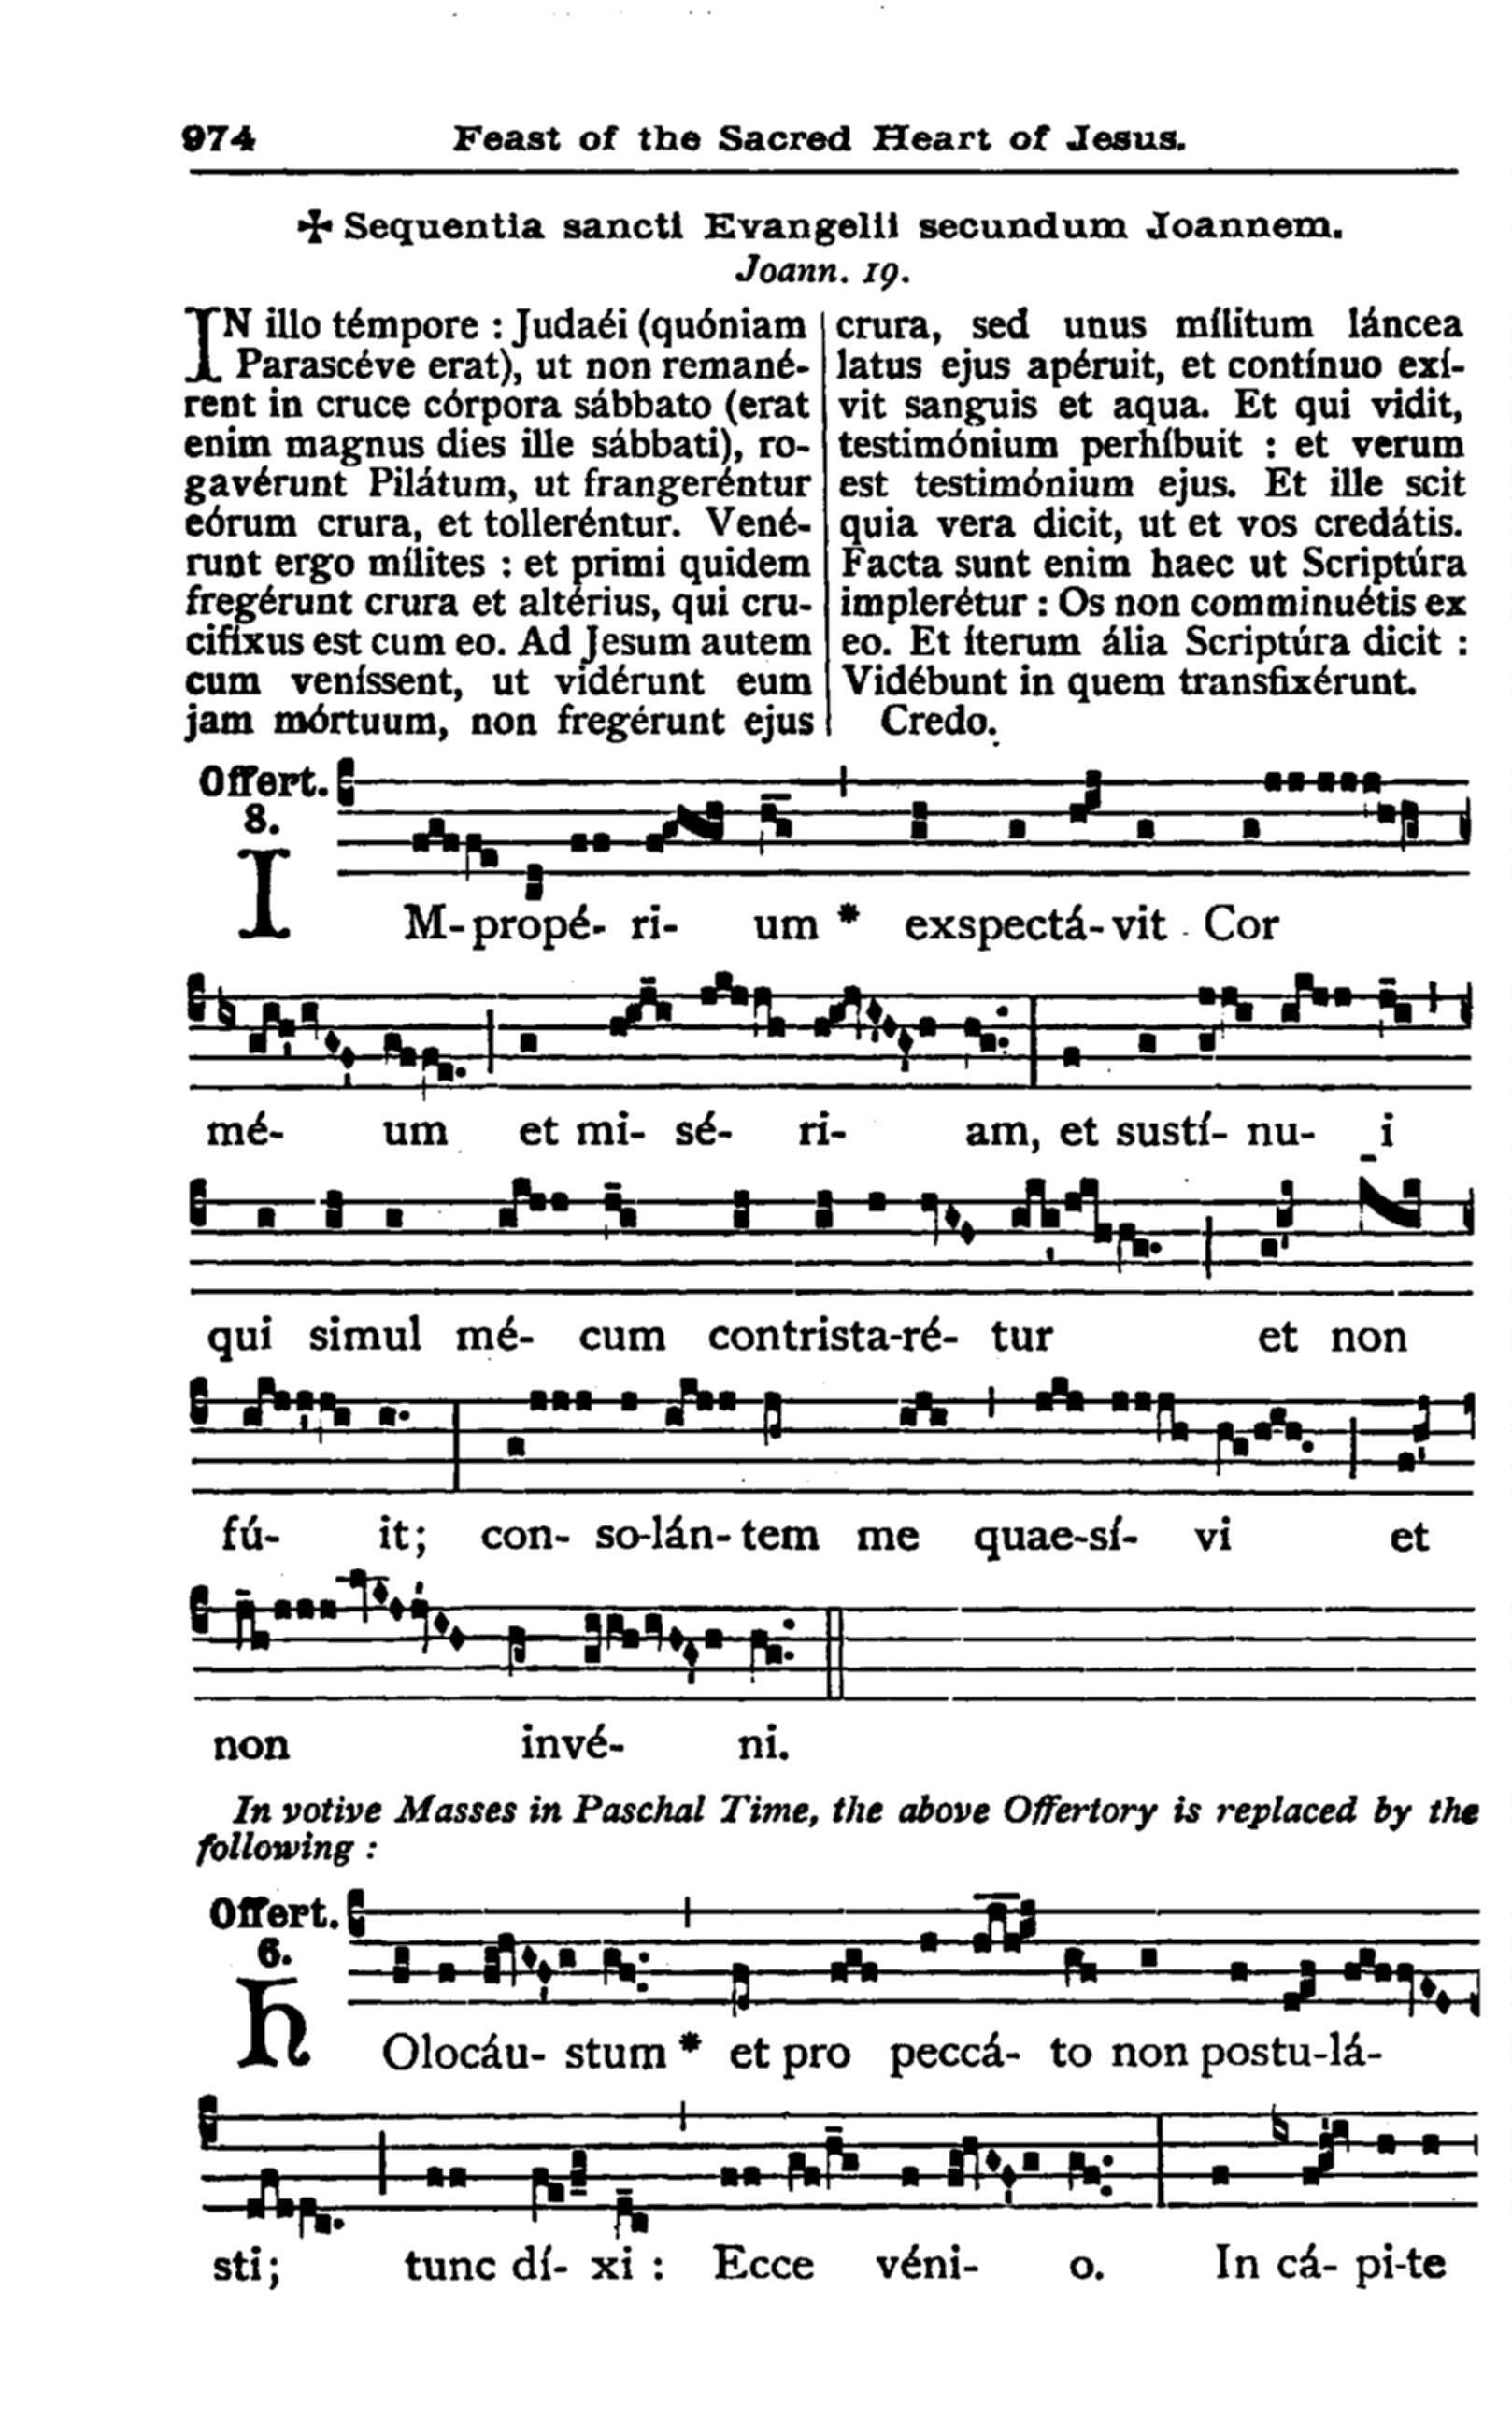 974 Feast of the Sacred Heart of Jesus.
✠ Sequentia sancti Evangelii secundum Joannem.
Joann. 19.
IN illo témpore : Judaéi (quóniam
Parascéve erat), ut non remané-
rent in cruce córpora sábbato (erat
enim magnus dies ille sábbati), ro-
gavérunt Pilátum, ut frangeréntur
eórum crura, et tolleréntur. Vené-
runt ergo mílites : et primi quidem
fregérunt crura et altérius, qui cru-
cifíxus est cum eo. Ad Jesum autem
cum veníssent, ut vidérunt eum
jam mórtuum, non fregérunt ejus
crura, sed unus mílitum láncea
latus ejus apéruit, et contínuo exí-
vit sanguis et aqua. Et qui vidit,
testimónium perhíbuit : et verum
est testimónium ejus. Et ille scit
quia vera dicit, ut et vos credátis.
Facta sunt enim haec ut Scriptúra
implerétur : Os non comminuétis ex
eo. Et íterum ália Scriptúra dicit :
Vidébunt in quem transfixérunt.
Credo.
Offert.
8.
IM-propé- ri- um * exspectá-vit Cor
mé- um et mi- sé- ri- am, et sustí- nu- i
qui simul mé- cum contrista-ré- tur et non
fú- it; con- so-lán-tem me quae-sí- vi et
non invé- ni.
In votive Masses in Paschal Time, the above Offertory is replaced by the
following :
Offert.
6.
HOlocáu- stum * et pro peccá- to non postu-lá-
sti; tunc dí- xi : Ecce véni- o. In cá- pi-te